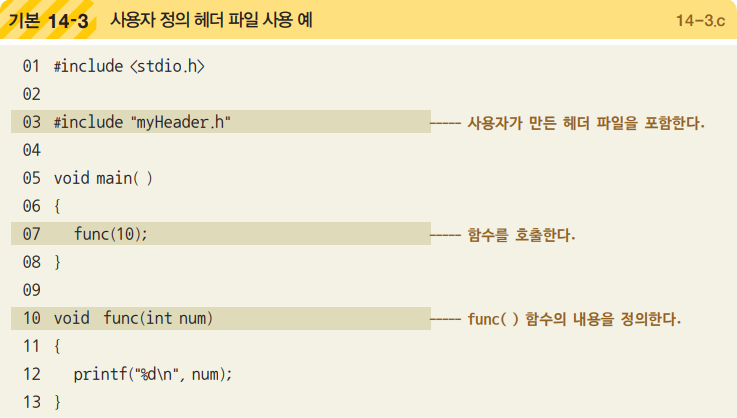 기본 14-3 사용자 정의 헤더 파일 사용 예 14-3.c
01 #include <stdio.h>
02
03 #include "myHeader.h" ----- 사용자가 만든 헤더 파일을 포함한다.
04
05 void main( )
06 {
07 func(10); ----- 함수를 호출한다.
08 }
09
10 void func(int num) ----- func( ) 함수의 내용을 정의한다.
11 {
12 printf("%d\n", num);
13 }